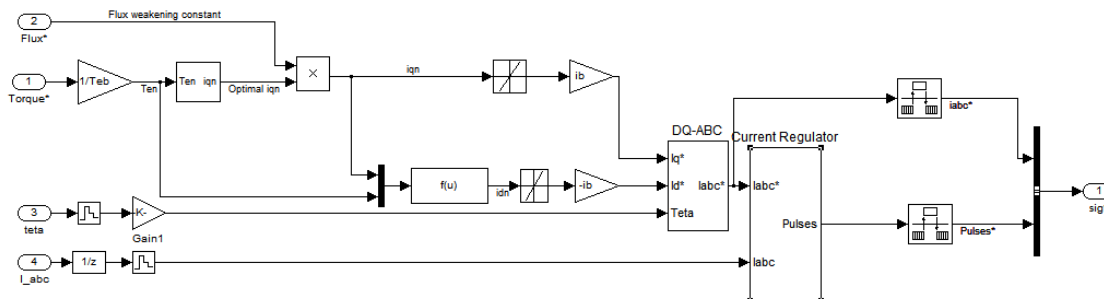 2
Flux*
Flux weakening constant
1
Torque*
1/Teb
Ten
Ten iqn
Optimal iqn
×
iqn
ib
f(u)
idn
-ib
DQ-ABC
Iq*
Id*
Teta
Iabc*
Current Regulator
Iabc*
Pulses
Iabc
iabc*
Pulses*
1
sig
3
teta
K-
Gain1
4
I_abc
1/z